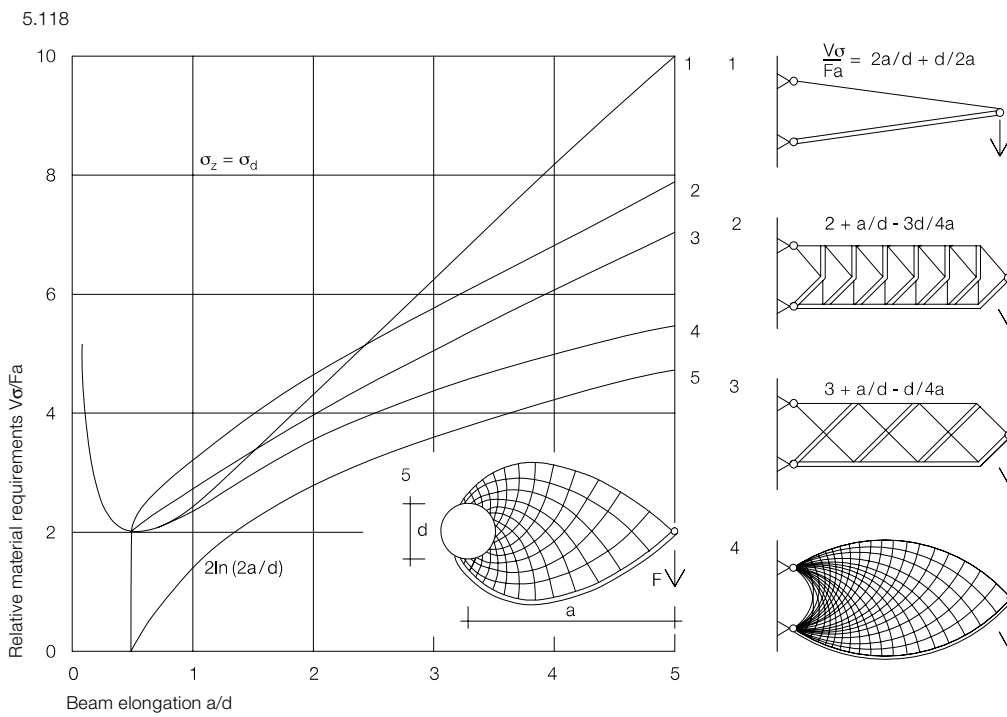 5.118
10
8
6
4
2
0
0
1
2
3
4
5
Relative material requirements Vσ/Fa
Beam elongation a/d
σz = σd
2ln (2a/d)
1
2
3
4
5
5
d
F
a
1
Vσ/Fa = 2a/d + d/2a
2
2 + a/d - 3d/4a
3
3 + a/d - d/4a
4